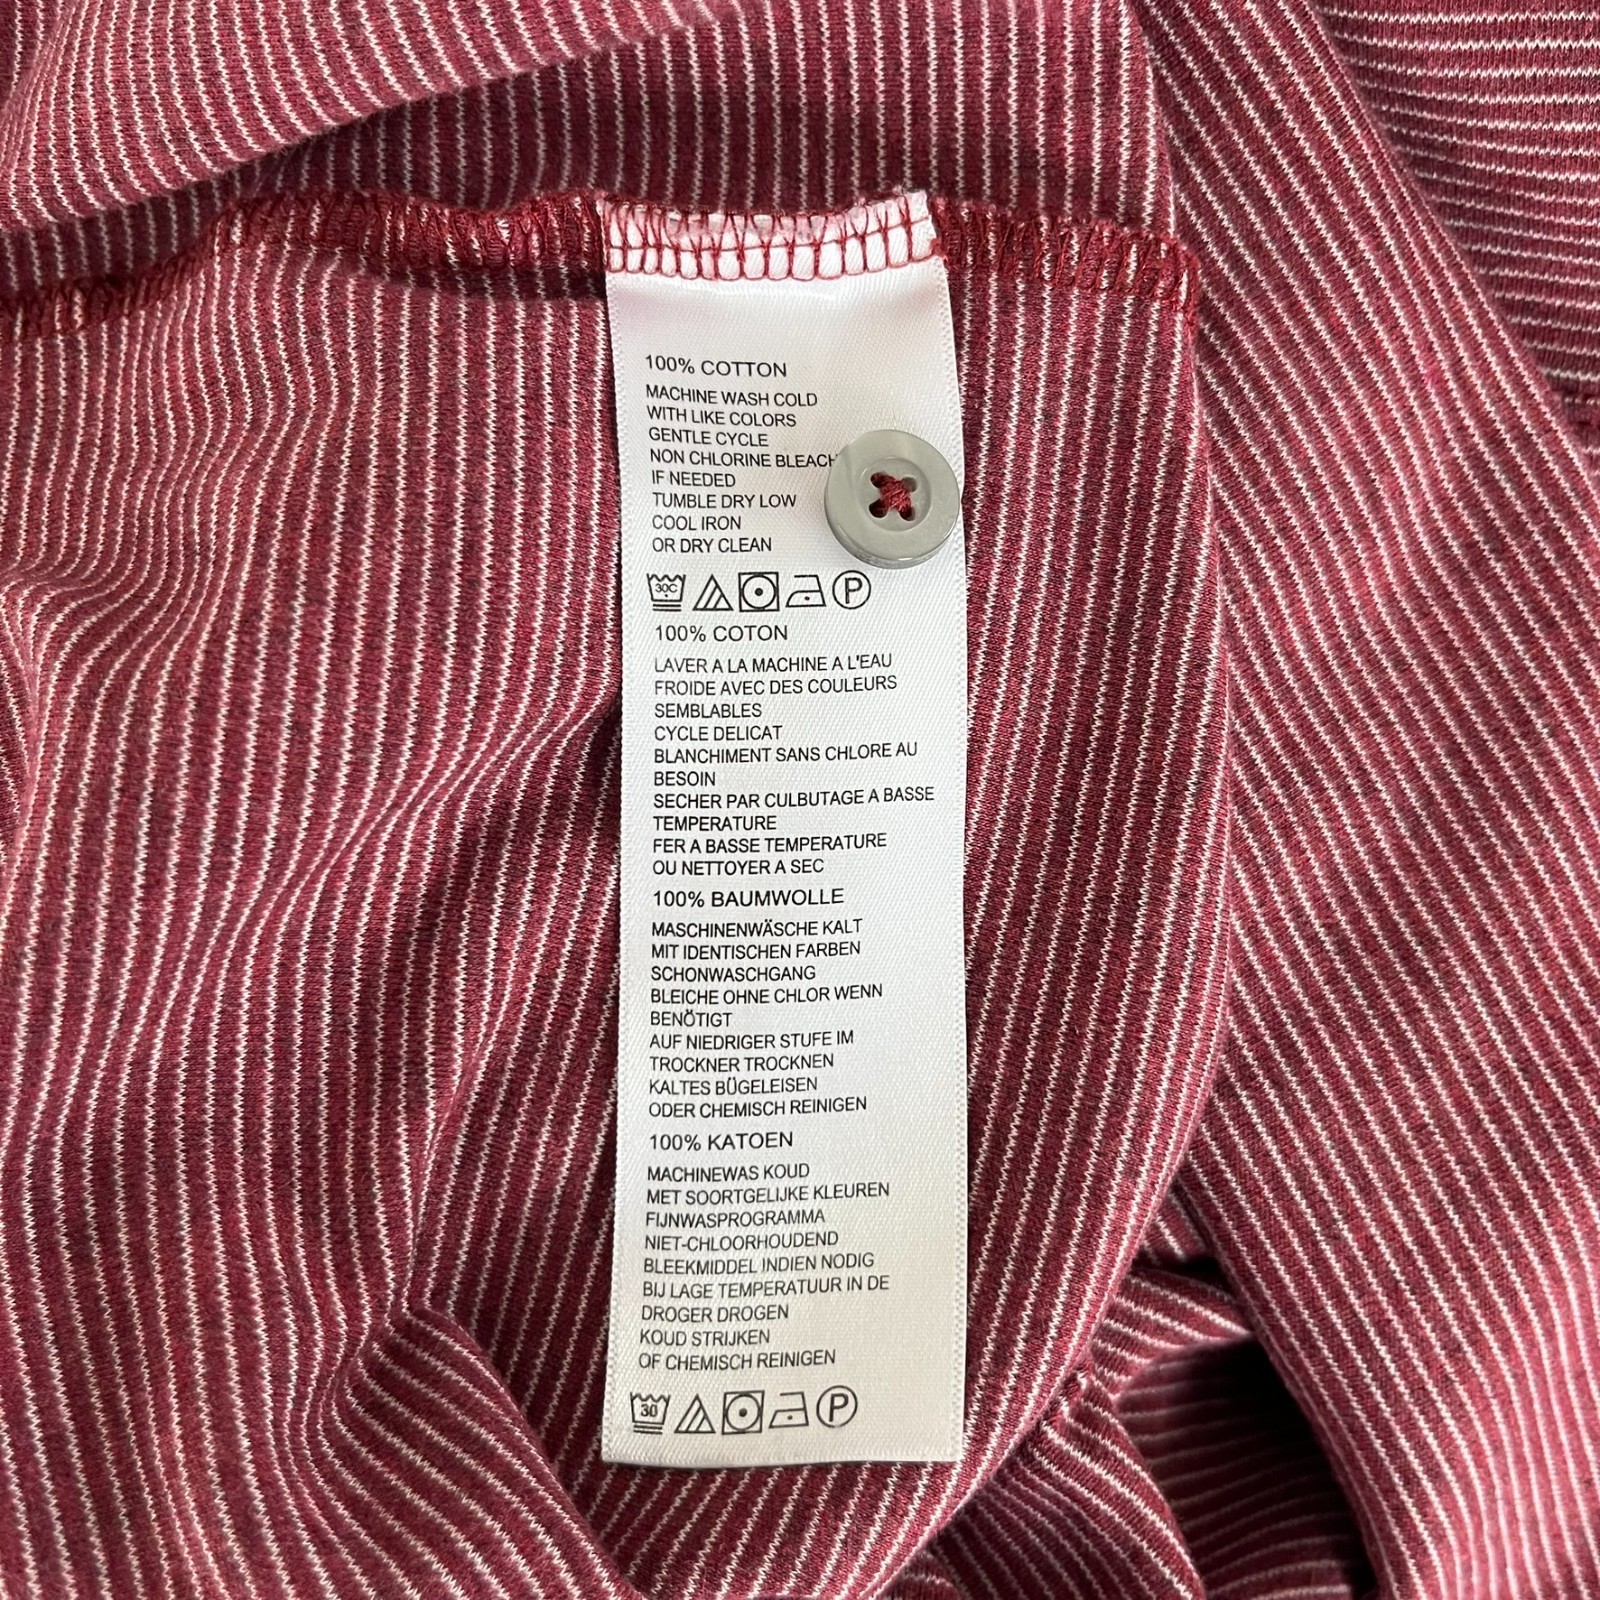 100% COTTON
MACHINE WASH COLD
WITH LIKE COLORS
GENTLE CYCLE
NON CHLORINE BLEACH
IF NEEDED
TUMBLE DRY LOW
COOL IRON
OR DRY CLEAN
30C P
100% COTON
LAVER A LA MACHINE A L'EAU
FROIDE AVEC DES COULEURS
SEMBLABLES
CYCLE DELICAT
BLANCHIMENT SANS CHLORE AU
BESOIN
SECHER PAR CULBUTAGE A BASSE
TEMPERATURE
FER A BASSE TEMPERATURE
OU NETTOYER A SEC
100% BAUMWOLLE
MASCHINENWÄSCHE KALT
MIT IDENTISCHEN FARBEN
SCHONWASCHGANG
BLEICHE OHNE CHLOR WENN
BENÖTIGT
AUF NIEDRIGER STUFE IM
TROCKNER TROCKNEN
KALTES BÜGELEISEN
ODER CHEMISCH REINIGEN
100% KATOEN
MACHINEWAS KOUD
MET SOORTGELIJKE KLEUREN
FIJNWASPROGRAMMA
NIET-CHLOORHOUDEND
BLEEKMIDDEL INDIEN NODIG
BIJ LAGE TEMPERATUUR IN DE
DROGER DROGEN
KOUD STRIJKEN
OF CHEMISCH REINIGEN
30 P